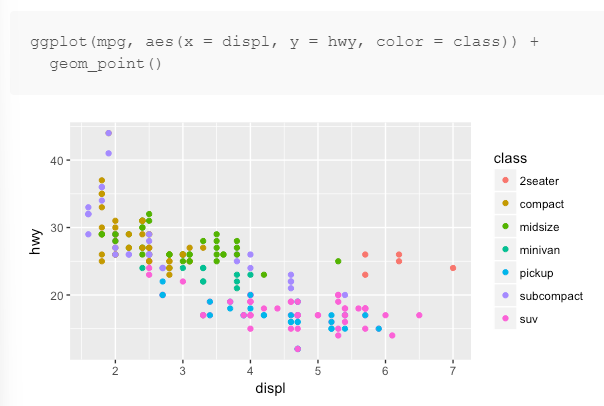 ggplot(mpg, aes(x = displ, y = hwy, color = class)) +
  geom_point()
40
30
20
hwy
2
3
4
5
6
7
displ
class
2seater
compact
midsize
minivan
pickup
subcompact
suv